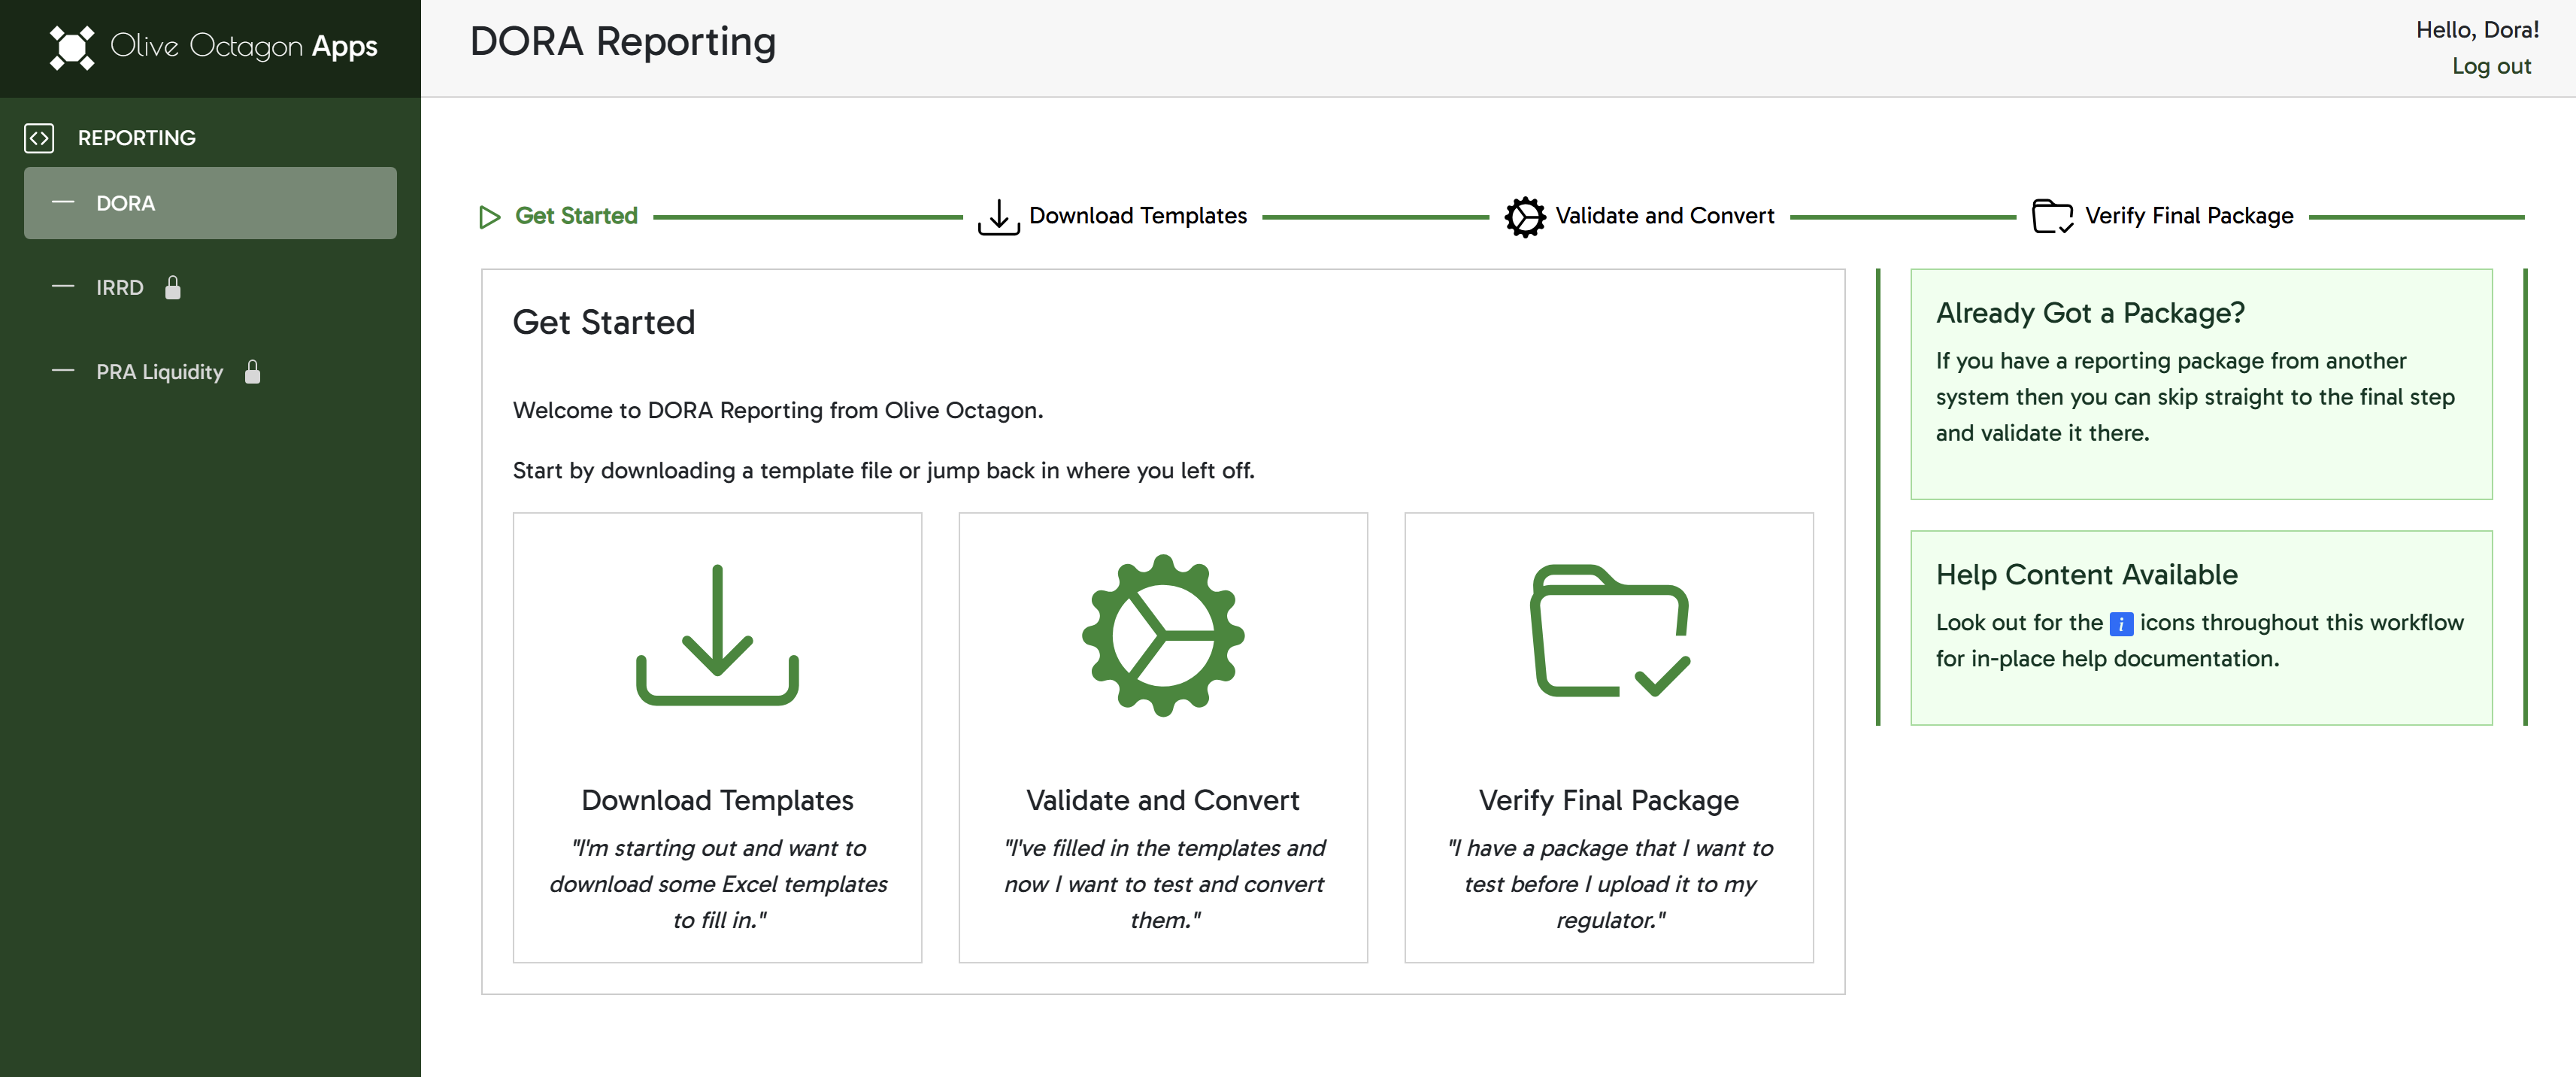 Olive Octagon Apps
DORA Reporting
Hello, Dora!
Log out
REPORTING
DORA
IRRD
PRA Liquidity
Get Started
Download Templates
Validate and Convert
Verify Final Package
Get Started
Welcome to DORA Reporting from Olive Octagon.
Start by downloading a template file or jump back in where you left off.
Download Templates
"I'm starting out and want to
download some Excel templates
to fill in."
Validate and Convert
"I've filled in the templates and
now I want to test and convert
them."
Verify Final Package
"I have a package that I want to
test before I upload it to my
regulator."
Already Got a Package?
If you have a reporting package from another
system then you can skip straight to the final step
and validate it there.
Help Content Available
Look out for the i icons throughout this workflow
for in-place help documentation.